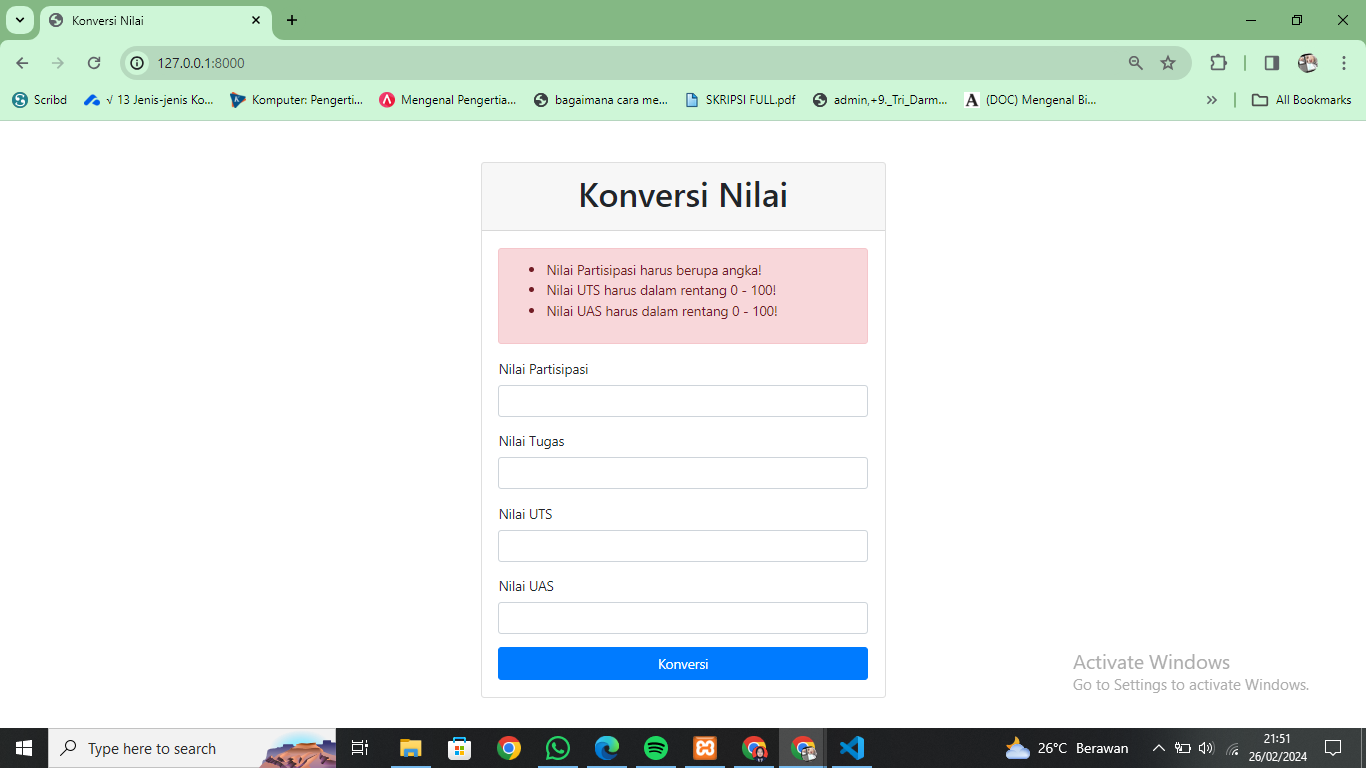 Konversi Nilai
127.0.0.1:8000
Scribd
√ 13 Jenis-jenis Ko...
Komputer: Pengerti...
Mengenal Pengertia...
bagaimana cara me...
SKRIPSI FULL.pdf
admin,+9._Tri_Darm...
(DOC) Mengenal Bi...
All Bookmarks
Konversi Nilai
Nilai Partisipasi harus berupa angka!
Nilai UTS harus dalam rentang 0 - 100!
Nilai UAS harus dalam rentang 0 - 100!
Nilai Partisipasi
Nilai Tugas
Nilai UTS
Nilai UAS
Konversi
Activate Windows
Go to Settings to activate Windows.
Type here to search
26°C Berawan
21:51
26/02/2024